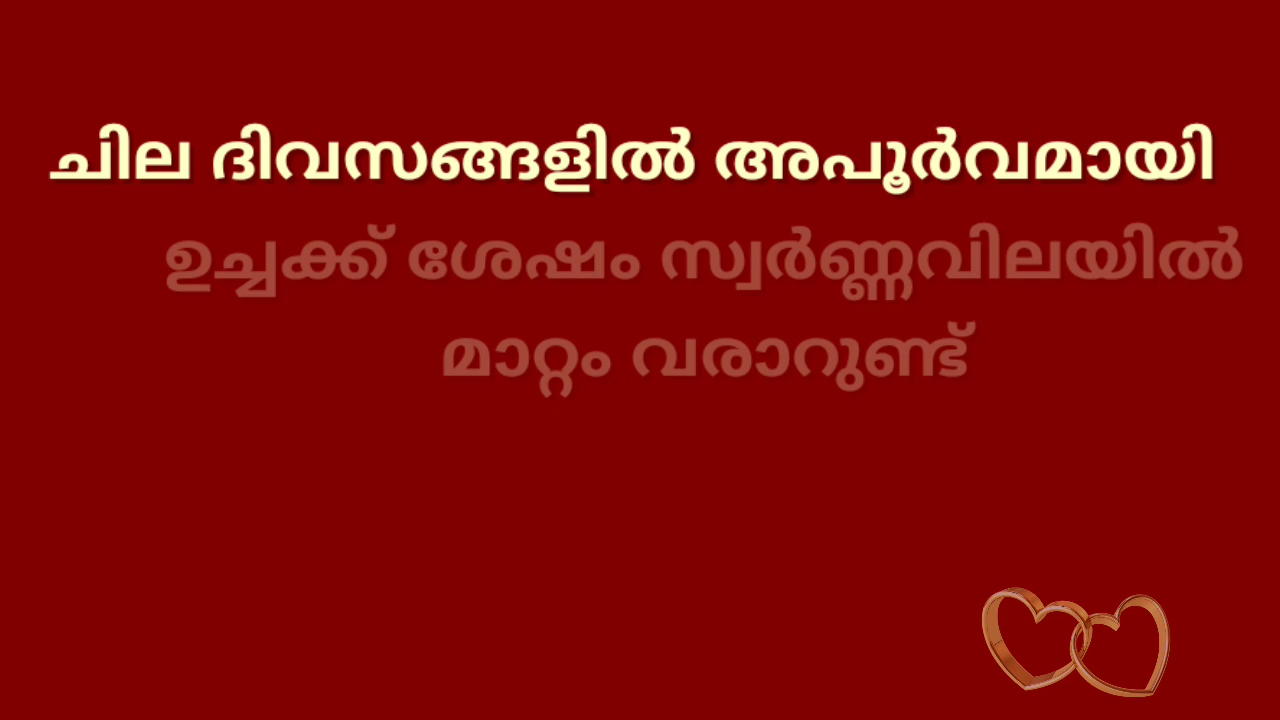 ചില ദിവസങ്ങളിൽ അപൂർവമായി
ഉച്ചക്ക് ശേഷം സ്വർണ്ണവിലയിൽ
മാറ്റം വരാറുണ്ട്